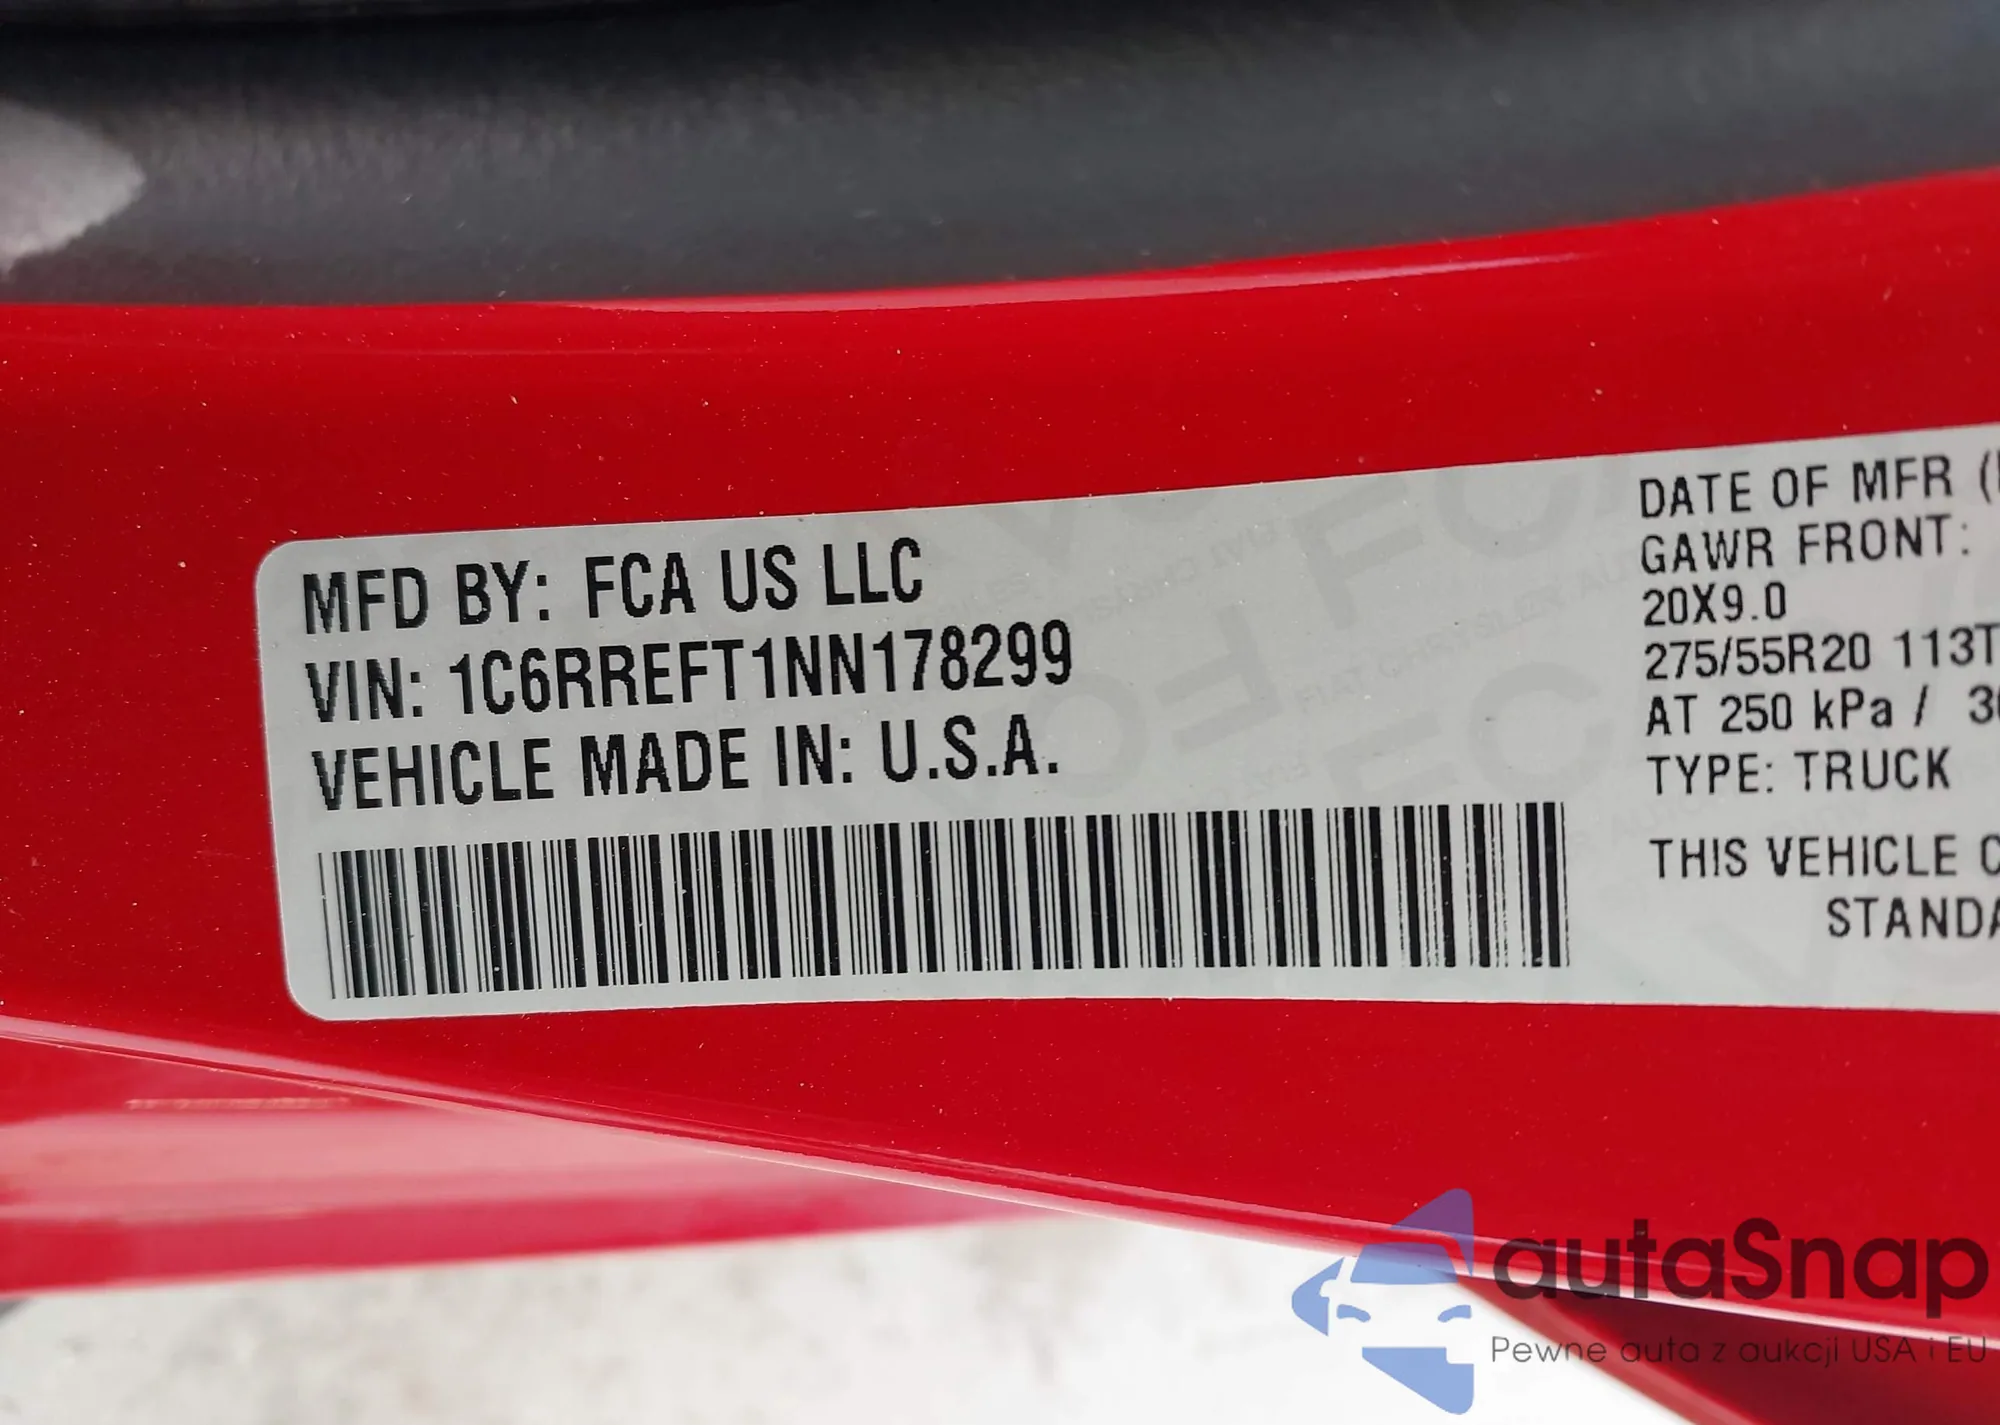 MFD BY: FCA US LLC
VIN: 1C6RREFT1NN178299
VEHICLE MADE IN: U.S.A.
DATE OF MFR
GAWR FRONT:
20X9.0
275/55R20 113T
AT 250 kPa /
TYPE: TRUCK
THIS VEHICLE
autaSnap
Pewne auta z aukcji USA i EU